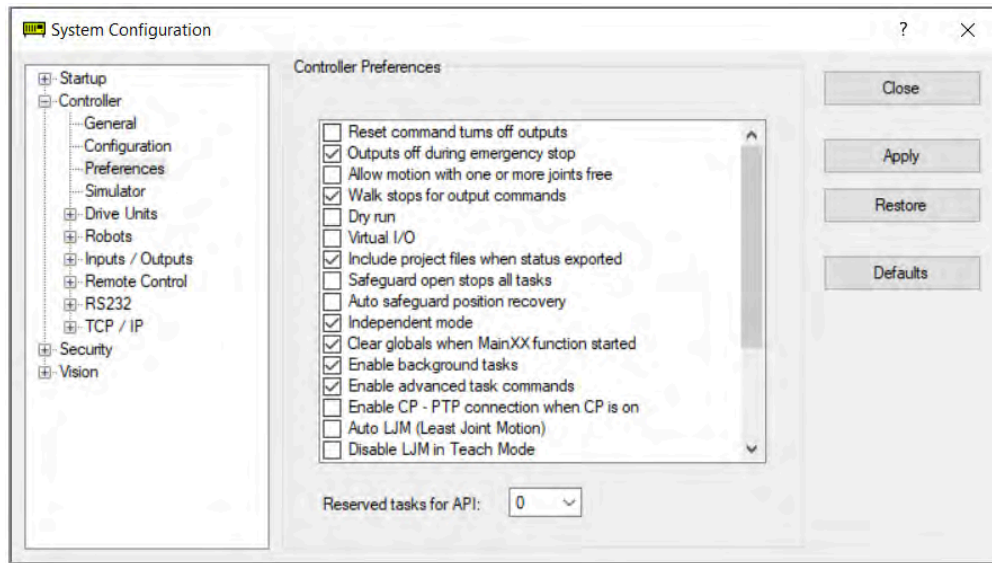 System Configuration
?
Startup
Controller
General
Configuration
Preferences
Simulator
Drive Units
Robots
Inputs / Outputs
Remote Control
RS232
TCP / IP
Security
Vision
Controller Preferences
Reset command turns off outputs
Outputs off during emergency stop
Allow motion with one or more joints free
Walk stops for output commands
Dry run
Virtual I/O
Include project files when status exported
Safeguard open stops all tasks
Auto safeguard position recovery
Independent mode
Clear globals when MainXX function started
Enable background tasks
Enable advanced task commands
Enable CP - PTP connection when CP is on
Auto LJM (Least Joint Motion)
Disable LJM in Teach Mode
Reserved tasks for API: 0
Close
Apply
Restore
Defaults